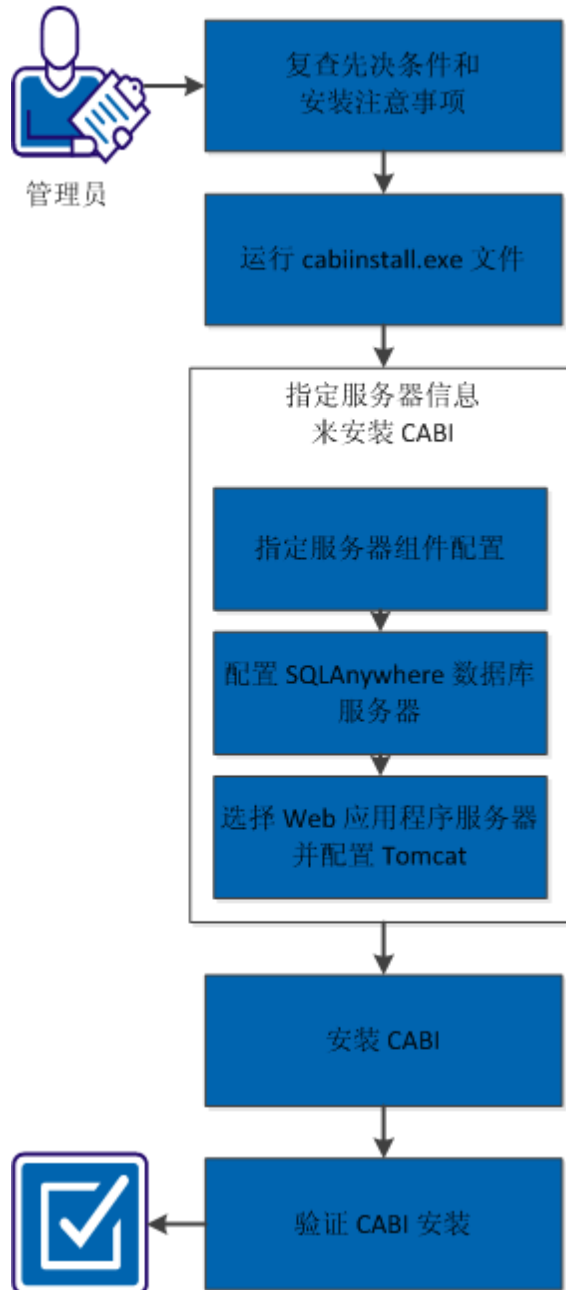 复查先决条件和
安装注意事项
管理员
运行 cabiinstall.exe 文件
指定服务器信息
来安装 CABI
指定服务器组件配置
配置 SQLAnywhere 数据库
服务器
选择 Web 应用程序服务器
并配置 Tomcat
安装 CABI
验证 CABI 安装